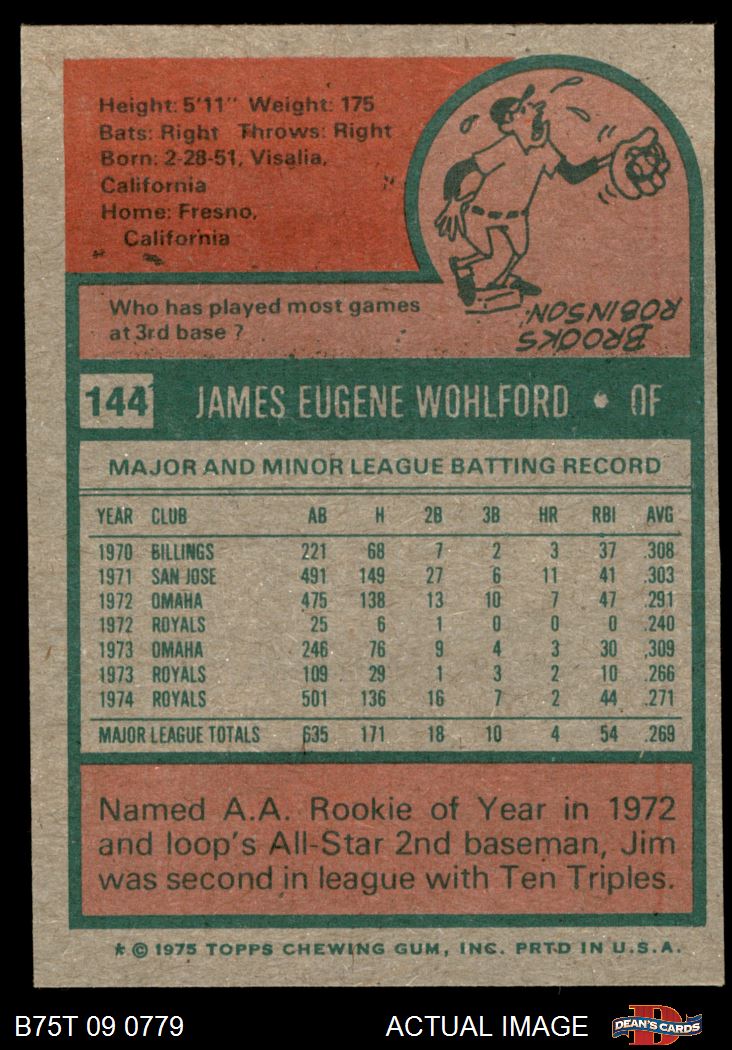 Height: 5'11" Weight: 175
Bats: Right Throws: Right
Born: 2-28-51, Visalia,
California
Home: Fresno,
California
Who has played most games
at 3rd base ?
BROOKS
ROBINSON
144 JAMES EUGENE WOHLFORD • OF
MAJOR AND MINOR LEAGUE BATTING RECORD
YEAR CLUB AB H 2B 3B HR RBI AVG
1970 BILLINGS 221 68 7 2 3 37 .308
1971 SAN JOSE 491 149 27 6 11 41 .303
1972 OMAHA 475 138 13 10 7 47 .291
1972 ROYALS 25 6 1 0 0 0 .240
1973 OMAHA 246 76 9 4 3 30 .309
1973 ROYALS 109 29 1 3 2 10 .266
1974 ROYALS 501 136 16 7 2 44 .271
MAJOR LEAGUE TOTALS 635 171 18 10 4 54 .269
Named A.A. Rookie of Year in 1972
and loop's All-Star 2nd baseman, Jim
was second in league with Ten Triples.
* © 1975 TOPPS CHEWING GUM, INC. PRTD IN U.S.A.
B75T 09 0779 ACTUAL IMAGE D DEAN'S CARDS